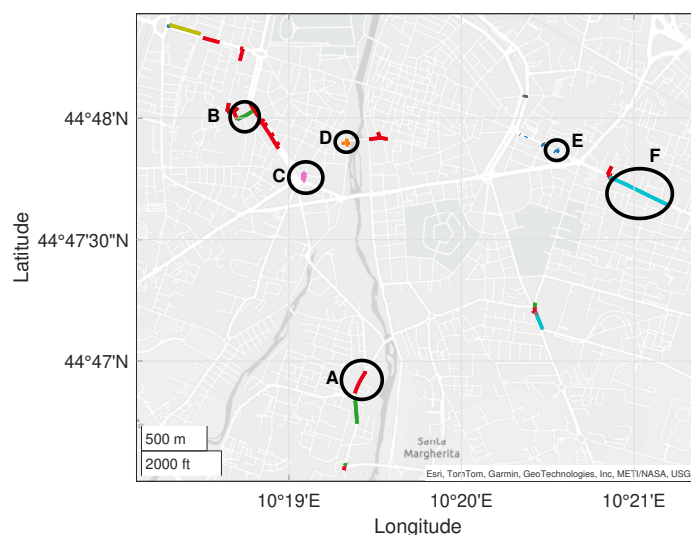 B
D
E
F
C
A
44°48'N
44°47'30"N
44°47'N
Latitude
500 m
2000 ft
Santa
Margherita
Esri, TomTom, Garmin, GeoTechnologies, Inc, METI/NASA, USG
10°19'E
10°20'E
10°21'E
Longitude